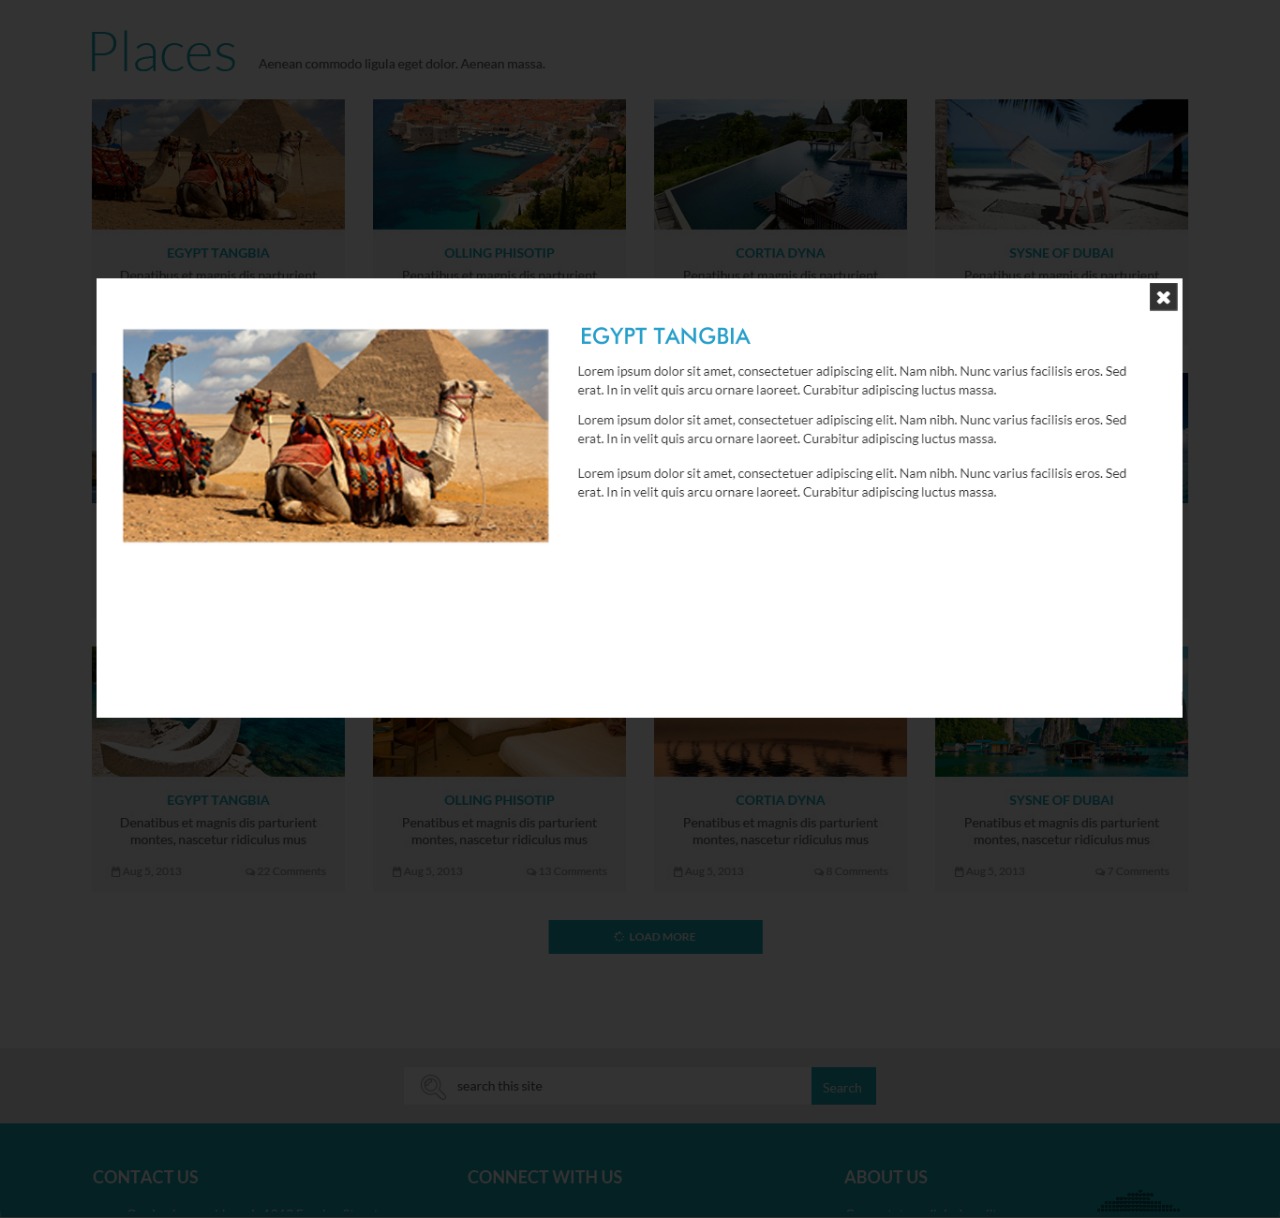 Places
Aenean commodo ligula eget dolor. Aenean massa.
EGYPT TANGBIA
OLLING PHISOTIP
CORTIA DYNA
SYSNE OF DUBAI
Denatibus et magnis dis parturient
Penatibus et magnis dis parturient
Penatibus et magnis dis parturient
Penatibus et magnis dis parturient
EGYPT TANGBIA
Lorem ipsum dolor sit amet, consectetuer adipiscing elit. Nam nibh. Nunc varius facilisis eros. Sed
erat. In in velit quis arcu ornare laoreet. Curabitur adipiscing luctus massa.
Lorem ipsum dolor sit amet, consectetuer adipiscing elit. Nam nibh. Nunc varius facilisis eros. Sed
erat. In in velit quis arcu ornare laoreet. Curabitur adipiscing luctus massa.
Lorem ipsum dolor sit amet, consectetuer adipiscing elit. Nam nibh. Nunc varius facilisis eros. Sed
erat. In in velit quis arcu ornare laoreet. Curabitur adipiscing luctus massa.
EGYPT TANGBIA
Denatibus et magnis dis parturient
montes, nascetur ridiculus mus
Aug 5, 2013
22 Comments
OLLING PHISOTIP
Penatibus et magnis dis parturient
montes, nascetur ridiculus mus
Aug 5, 2013
13 Comments
CORTIA DYNA
Penatibus et magnis dis parturient
montes, nascetur ridiculus mus
Aug 5, 2013
8 Comments
SYSNE OF DUBAI
Penatibus et magnis dis parturient
montes, nascetur ridiculus mus
Aug 5, 2013
7 Comments
LOAD MORE
search this site
Search
CONTACT US
CONNECT WITH US
ABOUT US